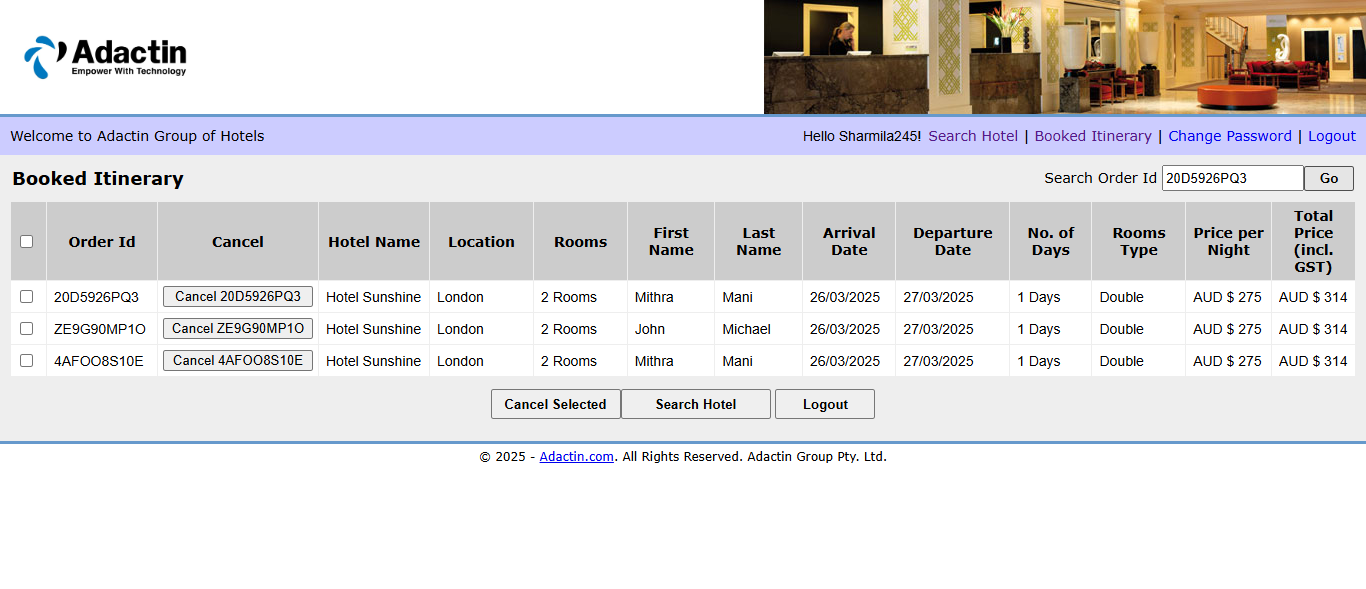 Adactin
Empower With Technology
Welcome to Adactin Group of Hotels
Hello Sharmila245! Search Hotel | Booked Itinerary | Change Password | Logout
Booked Itinerary
Search Order Id 20D5926PQ3 Go
Order Id Cancel Hotel Name Location Rooms First Name Last Name Arrival Date Departure Date No. of Days Rooms Type Price per Night Total Price (incl. GST)
20D5926PQ3 Cancel 20D5926PQ3 Hotel Sunshine London 2 Rooms Mithra Mani 26/03/2025 27/03/2025 1 Days Double AUD $ 275 AUD $ 314
ZE9G90MP1O Cancel ZE9G90MP1O Hotel Sunshine London 2 Rooms John Michael 26/03/2025 27/03/2025 1 Days Double AUD $ 275 AUD $ 314
4AFOO8S10E Cancel 4AFOO8S10E Hotel Sunshine London 2 Rooms Mithra Mani 26/03/2025 27/03/2025 1 Days Double AUD $ 275 AUD $ 314
Cancel Selected Search Hotel Logout
© 2025 - Adactin.com. All Rights Reserved. Adactin Group Pty. Ltd.